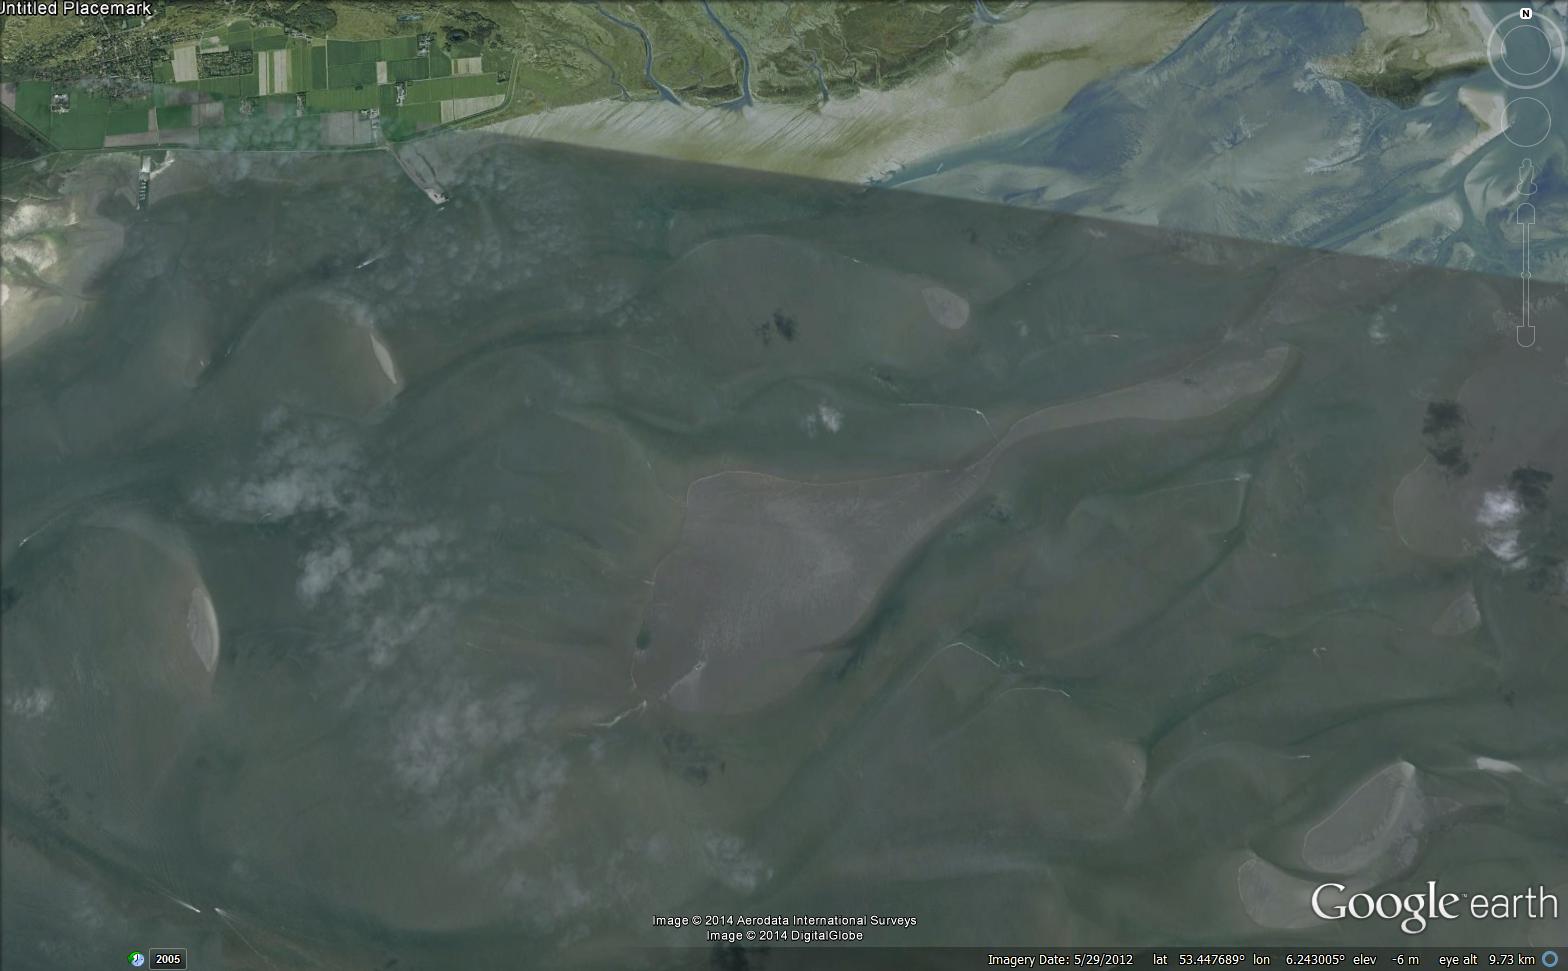 Untitled Placemark
N
Google earth
Image © 2014 Aerodata International Surveys
Image © 2014 DigitalGlobe
2005
Imagery Date: 5/29/2012 lat 53.447689° lon 6.243005° elev -6 m eye alt 9.73 km